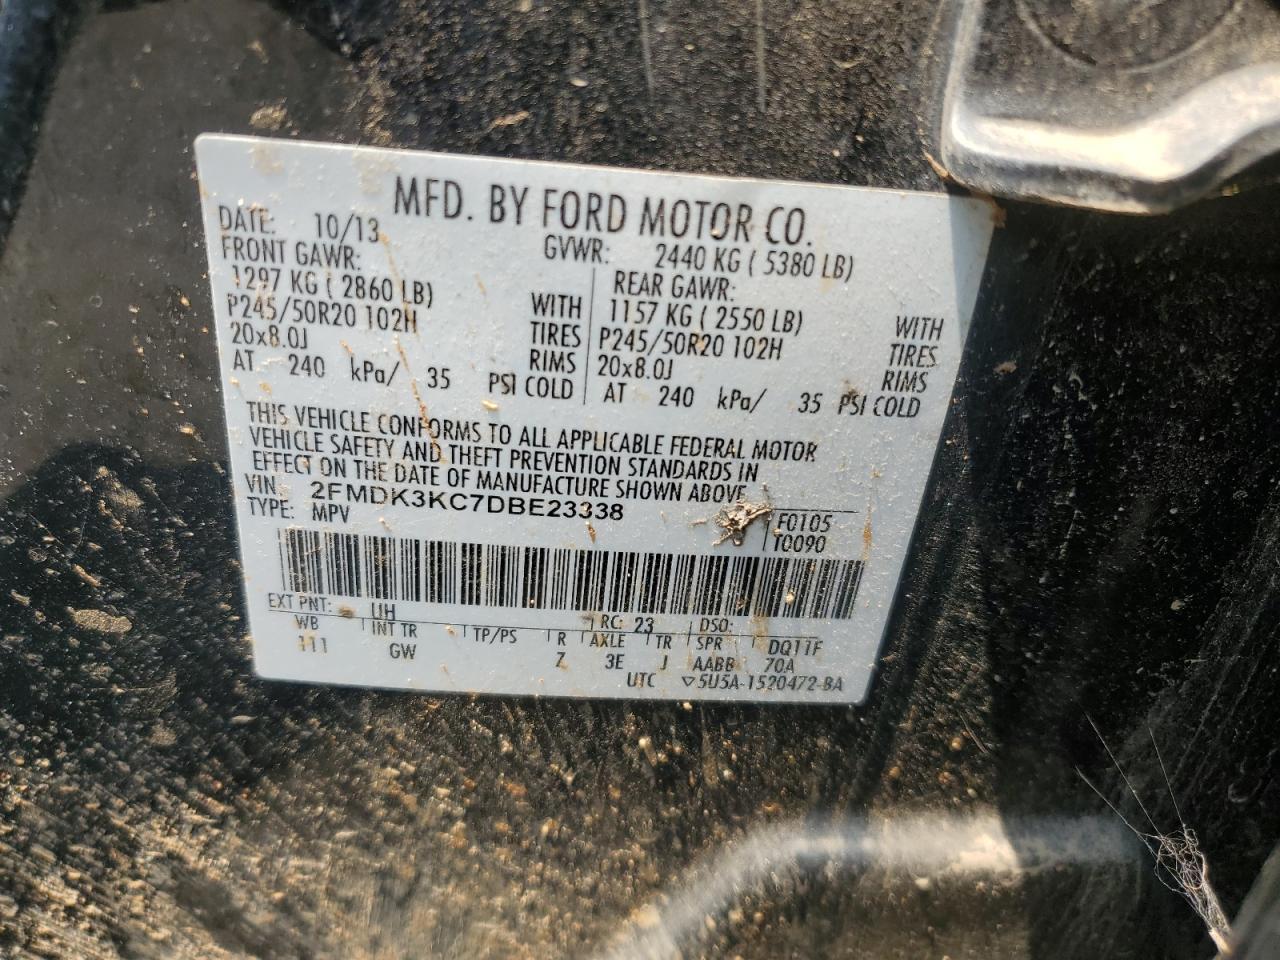 MFD. BY FORD MOTOR CO.
DATE: 10/13 GVWR: 2440 KG ( 5380 LB)
FRONT GAWR: REAR GAWR:
1297 KG ( 2860 LB) WITH 1157 KG ( 2550 LB) WITH
P245/50R20 102H TIRES P245/50R20 102H TIRES
20x8.0J RIMS 20x8.0J RIMS
AT 240 kPa/ 35 PSI COLD AT 240 kPa/ 35 PSI COLD
THIS VEHICLE CONFORMS TO ALL APPLICABLE FEDERAL MOTOR
VEHICLE SAFETY AND THEFT PREVENTION STANDARDS IN
EFFECT ON THE DATE OF MANUFACTURE SHOWN ABOVE
VIN: 2FMDK3KC7DBE23338 F0105
TYPE: MPV T0090
EXT PNT: UH RC: 23 DSO:
WB INT TR TP/PS R AXLE TR SPR DQ11F
111 GW Z 3E J AABB 70A
UTC ▽5U5A-1520472-BA